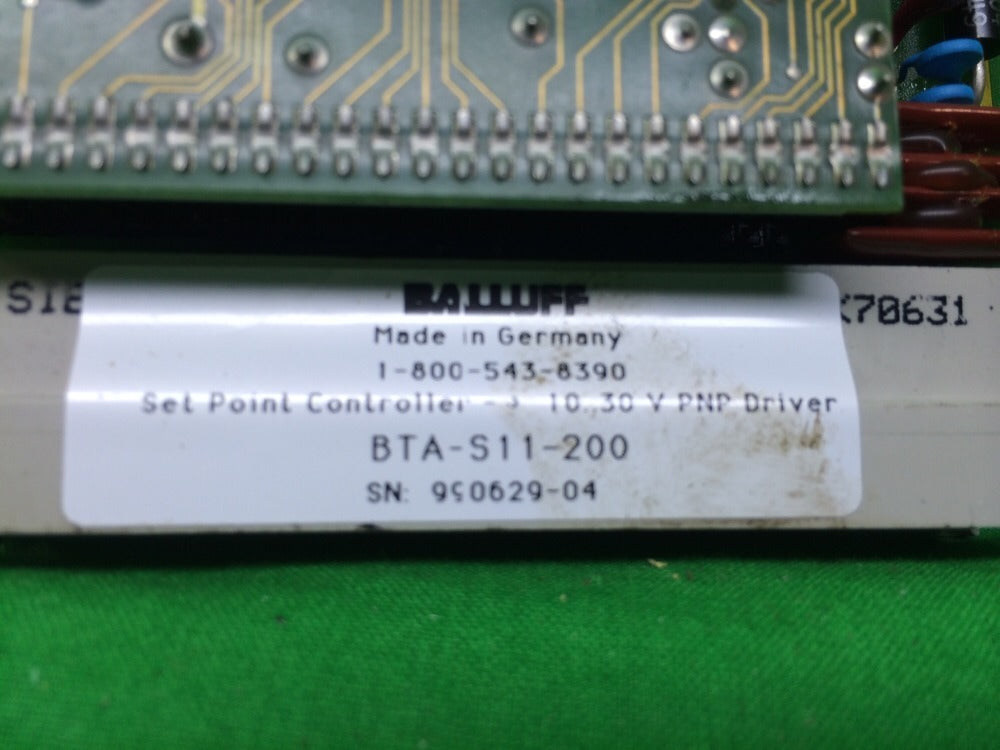 BALLUFF
Made in Germany
1-800-543-8390
Set Point Controller -> 10..30 V PNP Driver
BTA-S11-200
SN: 990629-04
SIE K70631